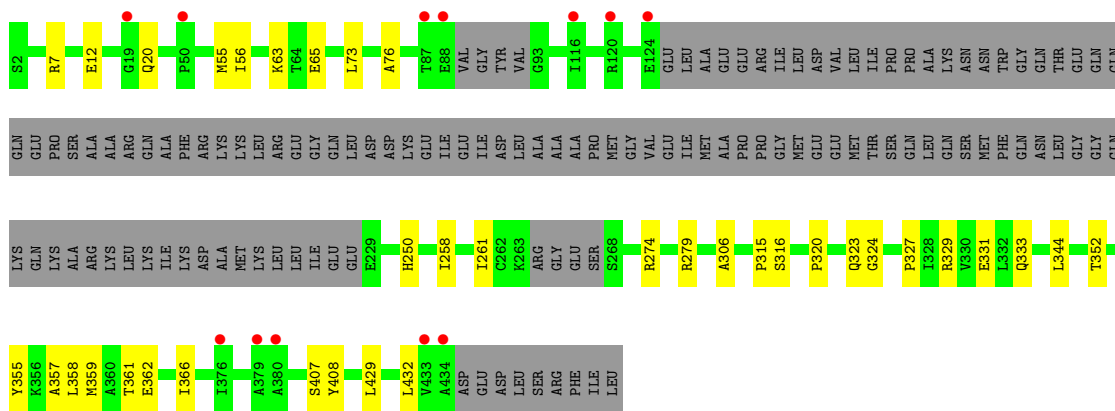 S2 R7 E12 G19 Q20 P50 M55 I56 K63 T64 E65 L73 A76 T87 E88 VAL GLY TYR VAL G93 I116 R120 E124 GLU LEU ALA GLU GLU ARG ILE LEU ASP VAL LEU ILE PRO PRO ALA LYS ASN ASN TRP GLY GLN THR GLU GLN GLN
GLN GLU PRO SER ALA ALA ARG GLN ALA PHE ARG LYS LYS LEU ARG GLU GLY GLN LEU ASP ASP LYS GLU ILE GLU ILE ASP LEU ALA ALA ALA PRO MET GLY VAL GLU ILE MET ALA PRO PRO GLY MET GLU GLU MET THR SER GLN LEU GLN SER MET PHE GLN ASN LEU GLY GLY GLN
LYS GLN LYS ALA ARG LYS LEU LYS ILE LYS ASP ALA MET LYS LEU LEU ILE GLU GLU E229 H250 I258 I261 C262 K263 ARG GLY GLU SER S268 R274 R279 A306 P315 S316 P320 Q323 G324 P327 I328 R329 V330 E331 L332 Q333 L344 T352
Y355 K356 A357 L358 M359 A360 T361 E362 I366 I376 A379 A380 S407 Y408 L429 L432 V433 A434 ASP GLU ASP LEU SER ARG PHE ILE LEU